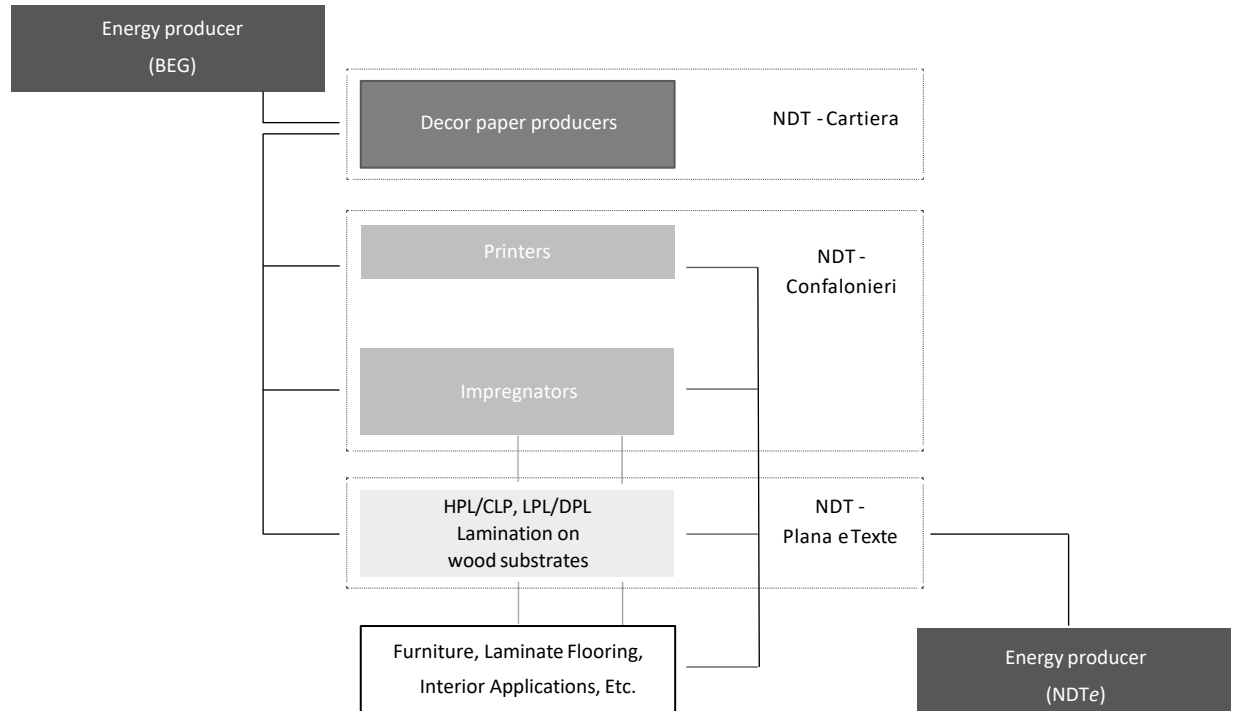 Energy producer
(BEG)
Decor paper producers
NDT - Cartiera
Printers
NDT -
Confalonieri
Impregnators
HPL/CLP, LPL/DPL
Lamination on
wood substrates
NDT -
Plana e Texte
Furniture, Laminate Flooring,
Interior Applications, Etc.
Energy producer
(NDTe)